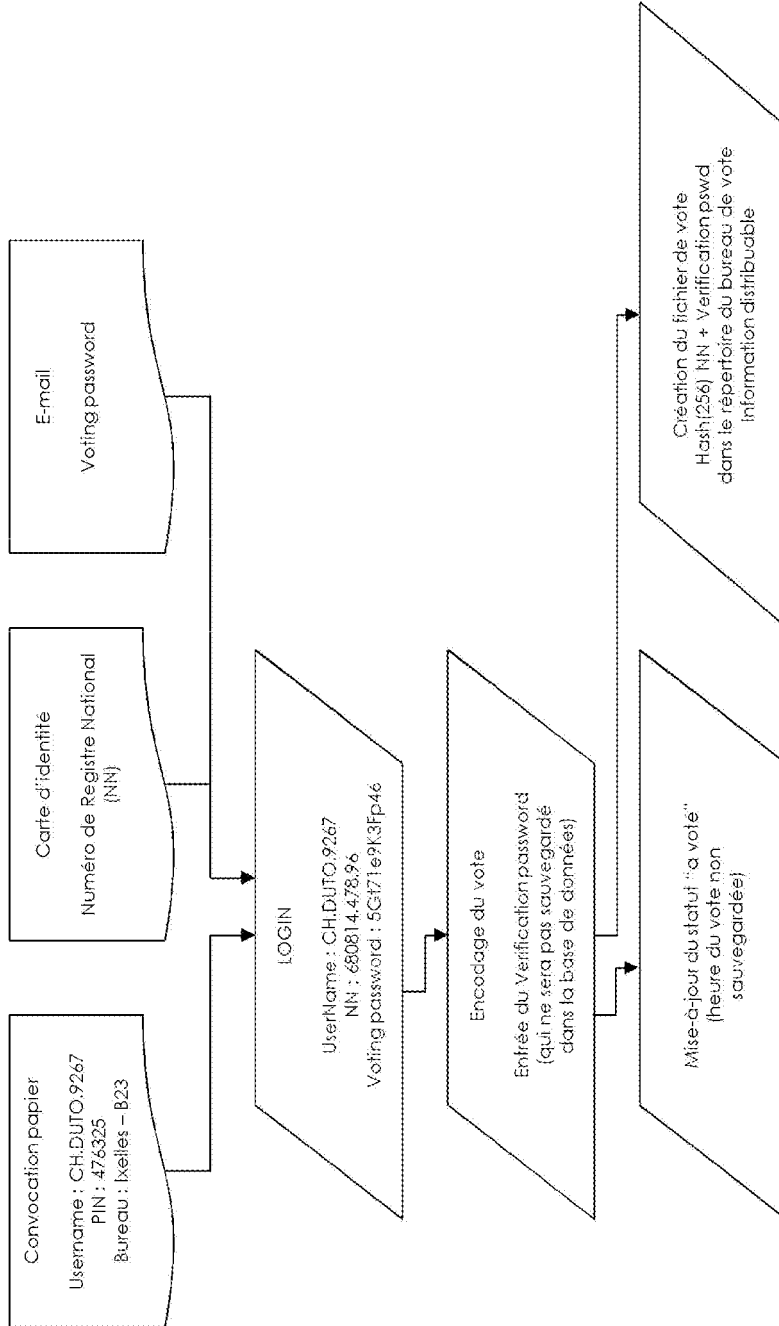 Convocation papier
Username : CH.DUTO.9267
PIN : 476325
Bureau : Ixelles – B23
Carte d'identité
Numéro de Registre National
(NN)
E-mail
Voting password
LOGIN
UserName : CH.DUTO.9267
NN : 680814.478.96
Voting password : 5Gt71e9K3Fp46
Encodage du vote
Entrée du Verification password
(qui ne sera pas sauvegardé
dans la base de données)
Mise-à-jour du statut "a voté"
(heure du vote non
sauvegardée)
Création du fichier de vote
Hash(256) NN + Verification pswd
dans le répertoire du bureau de vote
Information distribuable